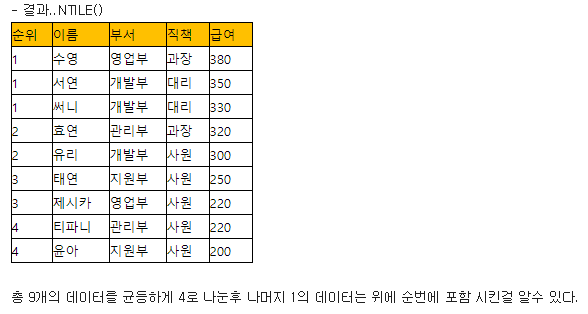 - 결과..NTILE()
순위 이름 부서 직책 급여
1 수영 영업부 과장 380
1 서연 개발부 대리 350
1 써니 개발부 대리 330
2 효연 관리부 과장 320
2 유리 개발부 사원 300
3 태연 지원부 사원 250
3 제시카 영업부 사원 220
4 티파니 관리부 사원 220
4 윤아 지원부 사원 200
총 9개의 데이터를 균등하게 4로 나눈후 나머지 1의 데이터는 위에 순번에 포함 시킨걸 알수 있다.